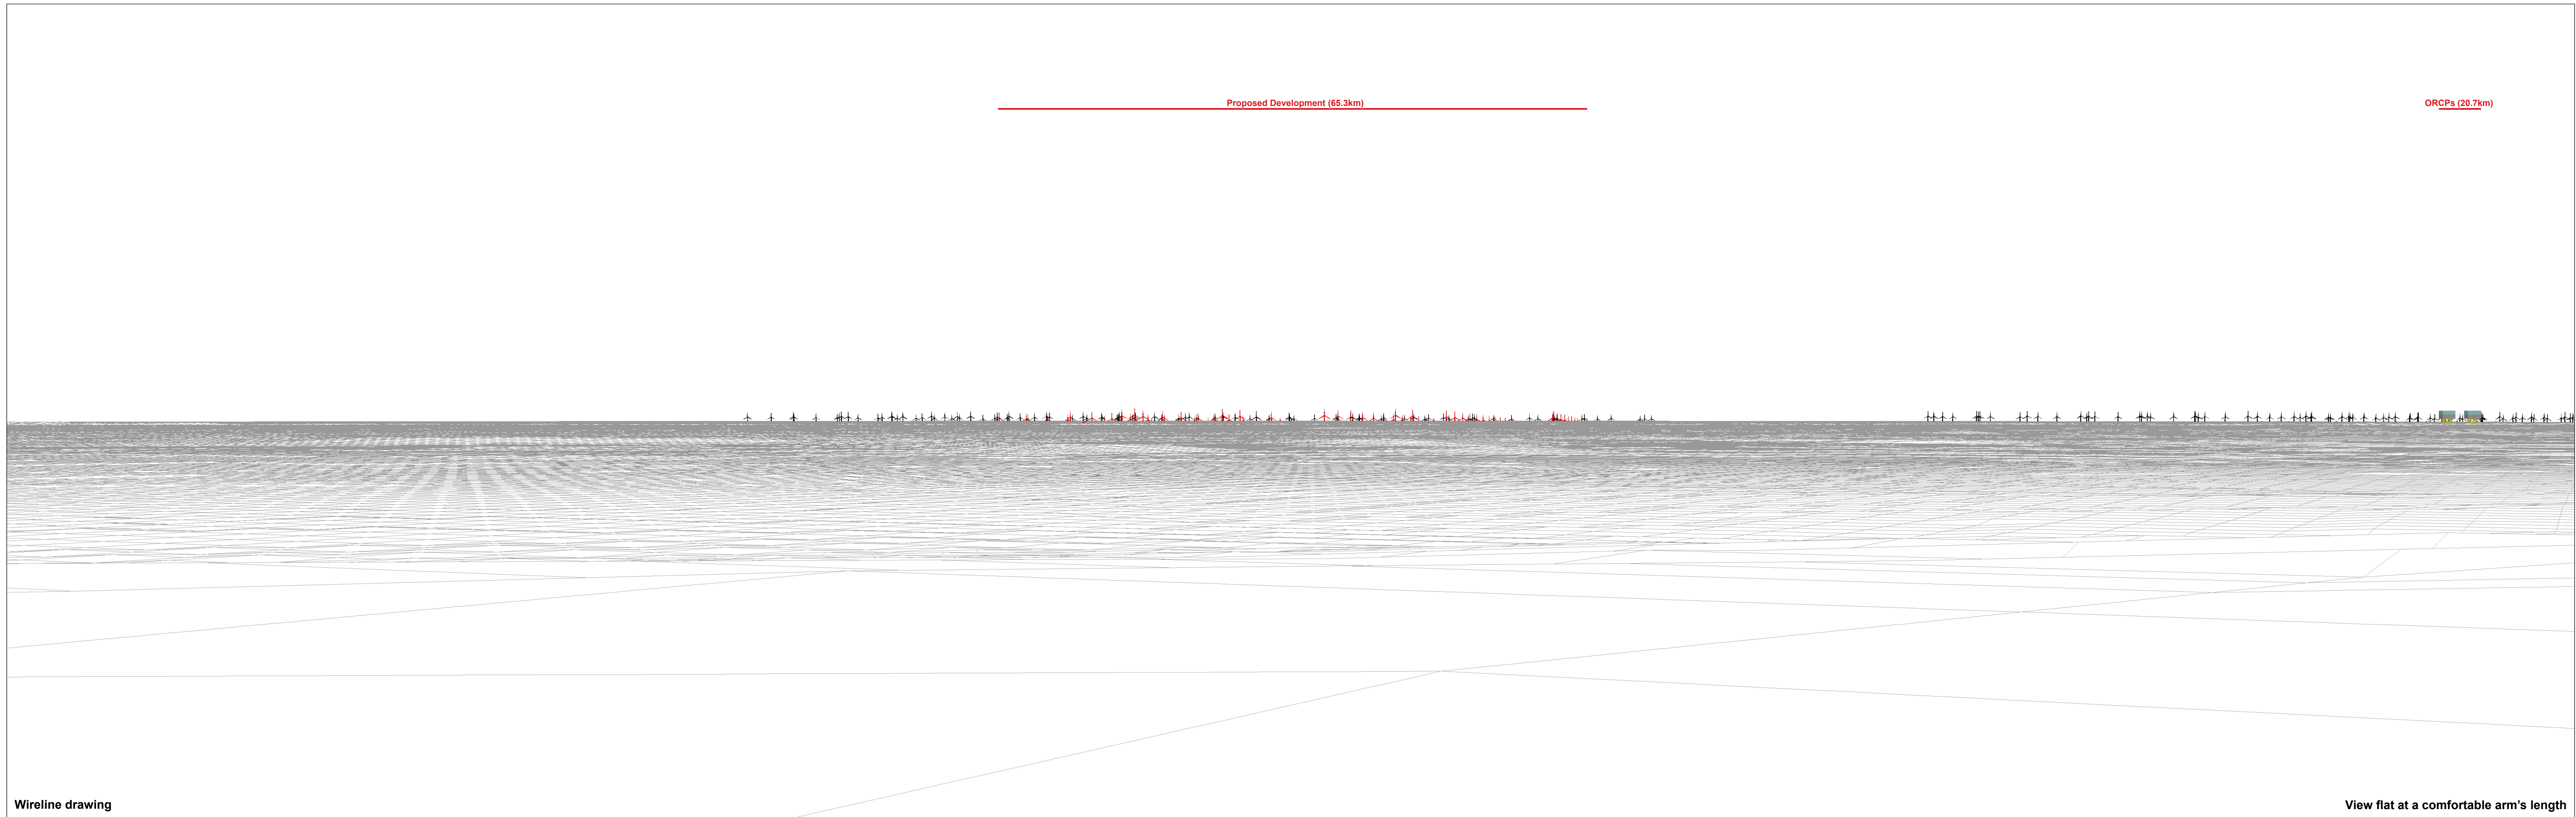 Proposed Development (65.3km)
ORCPs (20.7km)
Wireline drawing
View flat at a comfortable arm’s length